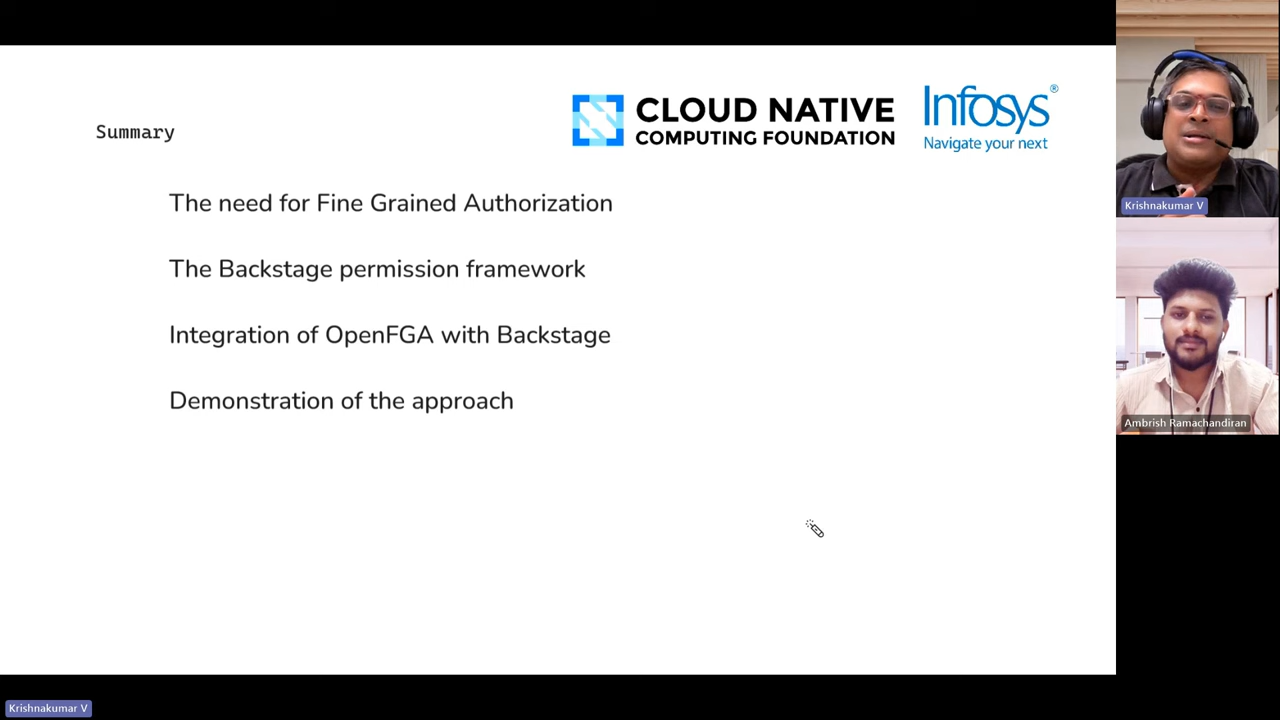 Summary
CLOUD NATIVE
COMPUTING FOUNDATION
Infosys®
Navigate your next
The need for Fine Grained Authorization
The Backstage permission framework
Integration of OpenFGA with Backstage
Demonstration of the approach
Krishnakumar V
Ambrish Ramachandiran
Krishnakumar V